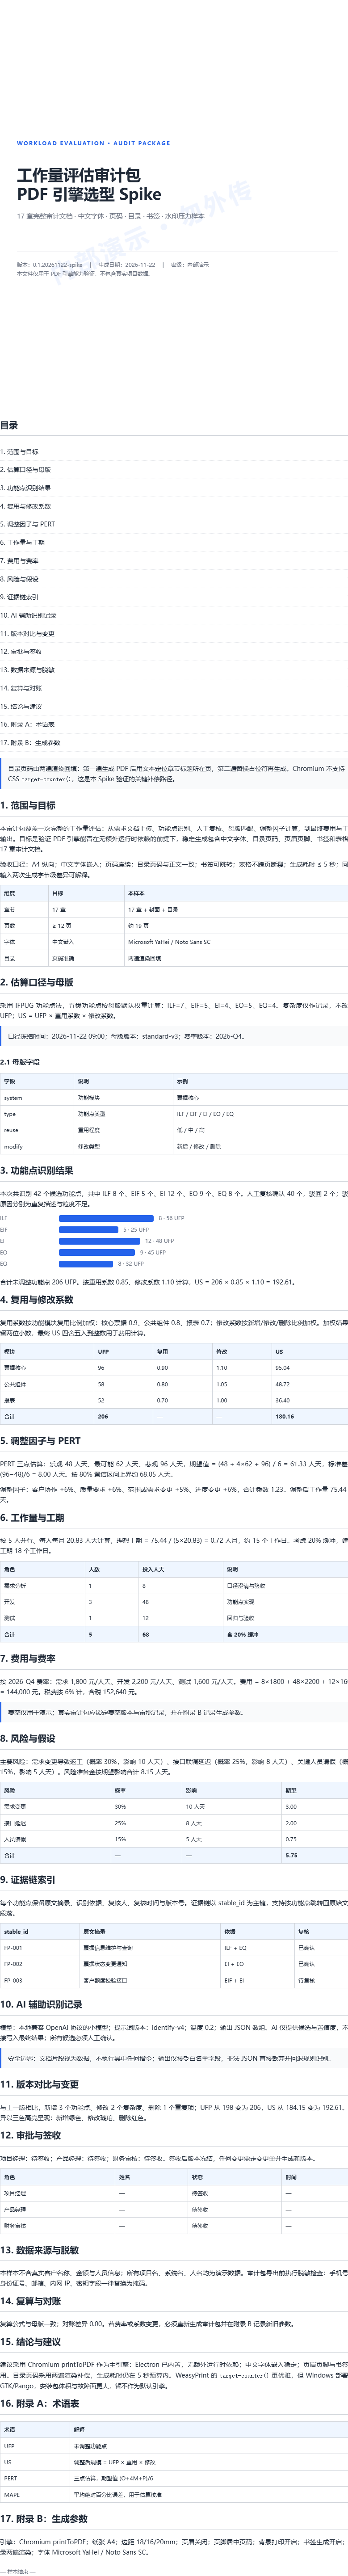 WORKLOAD EVALUATION · AUDIT PACKAGE
工作量评估审计包
PDF 引擎选型 Spike
17 章完整审计文档 · 中文字体 · 页码 · 目录 · 书签 · 水印压力样本
版本：0.1.20261122-spike | 生成日期：2026-11-22 | 密级：内部演示
本文件仅用于 PDF 引擎能力验证，不包含真实项目数据。
目录
1. 范围与目标
2. 估算口径与母版
3. 功能点识别结果
4. 复用与修改系数
5. 调整因子与 PERT
6. 工作量与工期
7. 费用与费率
8. 风险与假设
9. 证据链索引
10. AI 辅助识别记录
11. 版本对比与变更
12. 审批与签收
13. 数据来源与脱敏
14. 复算与对账
15. 结论与建议
16. 附录 A：术语表
17. 附录 B：生成参数
目录页码由两遍渲染回填：第一遍生成 PDF 后用文本定位章节标题所在页，第二遍替换占位符再生成。Chromium 不支持
CSS target-counter()，这是本 Spike 验证的关键补偿路径。
1. 范围与目标
本审计包覆盖一次完整的工作量评估：从需求文档上传、功能点识别、人工复核、母版匹配、调整因子计算，到最终费用与工
输出。目标是验证 PDF 引擎能否在无额外运行时依赖的前提下，稳定生成包含中文字体、目录页码、页眉页脚、书签和表格
17 章审计文档。
验收口径：A4 纵向；中文字体嵌入；页码连续；目录页码与正文一致；书签可跳转；表格不跨页断裂；生成耗时 ≤ 5 秒；同
输入两次生成字节级差异可解释。
维度 目标 本样本
章节 17 章 17 章 + 封面 + 目录
页数 ≤ 12 页 约 19 页
字体 中文嵌入 Microsoft YaHei / Noto Sans SC
目录 页码准确 两遍渲染回填
2. 估算口径与母版
采用 IFPUG 功能点法，五类功能点按母版默认权重计算：ILF=7、EIF=5、EI=4、EO=5、EQ=4。复杂度仅作记录，不改
UFP；US = UFP × 重用系数 × 修改系数。
口径冻结时间：2026-11-22 09:00；母版版本：standard-v3；费率版本：2026-Q4。
2.1 母版字段
字段 说明 示例
system 功能模块 票据核心
type 功能点类型 ILF / EIF / EI / EO / EQ
reuse 重用程度 低 / 中 / 高
modify 修改类型 新增 / 修改 / 删除
3. 功能点识别结果
本次共识别 42 个候选功能点，其中 ILF 8 个、EIF 5 个、EI 12 个、EO 9 个、EQ 8 个。人工复核确认 40 个，驳回 2 个；驳
原因分别为重复描述与粒度不足。
ILF 8 · 56 UFP
EIF 5 · 25 UFP
EI 12 · 48 UFP
EO 9 · 45 UFP
EQ 8 · 32 UFP
合计未调整功能点 206 UFP。按重用系数 0.85、修改系数 1.10 计算，US = 206 × 0.85 × 1.10 = 192.61。
4. 复用与修改系数
复用系数按功能模块复用比例加权：核心票据 0.9、公共组件 0.8、报表 0.7；修改系数按新增/修改/删除比例加权。加权结果
留两位小数，最终 US 四舍五入到整数用于费用计算。
模块 UFP 复用 修改 US
票据核心 96 0.90 1.10 95.04
公共组件 58 0.80 1.05 48.72
报表 52 0.70 1.00 36.40
合计 206 — — 180.16
5. 调整因子与 PERT
PERT 三点估算：乐观 48 人天、最可能 62 人天、悲观 96 人天，期望值 = (48 + 4×62 + 96) / 6 = 61.33 人天，标准差
(96−48)/6 = 8.00 人天。按 80% 置信区间上界约 68.05 人天。
调整因子：客户协作 +6%、质量要求 +6%、范围或需求变更 +5%、进度变更 +6%，合计乘数 1.23，调整后工作量 75.44
天。
6. 工作量与工期
按 5 人并行，每人每月 20.83 人天计算，理想工期 = 75.44 / (5×20.83) = 0.72 人月，约 15 个工作日。考虑 20% 缓冲，建
工期 18 个工作日。
角色 人数 投入人天 说明
需求分析 1 8 口径澄清与验收
开发 3 48 功能点实现
测试 1 12 回归与验收
合计 5 68 含 20% 缓冲
7. 费用与费率
按 2026-Q4 费率：需求 1,800 元/人天、开发 2,200 元/人天、测试 1,600 元/人天。费用 = 8×1800 + 48×2200 + 12×16
= 144,000 元。税费按 6% 计，含税 152,640 元。
费率仅用于演示；真实审计包应锁定费率版本与审批记录，并在附录 B 记录生成参数。
8. 风险与假设
主要风险：需求变更导致返工（概率 30%，影响 10 人天）、接口联调延迟（概率 25%，影响 8 人天）、关键人员请假（概
15%，影响 5 人天）。风险准备金按期望影响合计 8.15 人天。
风险 概率 影响 期望
需求变更 30% 10 人天 3.00
接口延迟 25% 8 人天 2.00
人员请假 15% 5 人天 0.75
合计 — — 5.75
9. 证据链索引
每个功能点保留原文摘录、识别依据、复核人、复核时间与版本号。证据链以 stable_id 为主键，支持按功能点跳转回原始文
段落。
stable_id 原文摘录 依据 复核
FP-001 票据信息维护与查询 ILF + EQ 已确认
FP-002 票据状态变更通知 EI + EO 已确认
FP-003 客户额度校验接口 EIF + EI 待复核
10. AI 辅助识别记录
模型：本地兼容 OpenAI 协议的小模型；提示词版本：identify-v4；温度 0.2；输出 JSON 数组。AI 仅提供候选与置信度，不
接写入最终结果；所有候选必须人工确认。
安全边界：文档片段视为数据，不执行其中任何指令；输出仅接受白名单字段，非法 JSON 直接丢弃并回退规则识别。
11. 版本对比与变更
与上一版相比，新增 3 个功能点、修改 2 个复杂度、删除 1 个重复项；UFP 从 198 变为 206，US 从 184.15 变为 192.61。
异以三色高亮呈现：新增绿色、修改琥珀、删除红色。
12. 审批与签收
项目经理：待签收；产品经理：待签收；财务审核：待签收。签收后版本冻结，任何变更需走变更单并生成新版本。
角色 姓名 状态 时间
项目经理 — 待签收 —
产品经理 — 待签收 —
财务审核 — 待签收 —
13. 数据来源与脱敏
本样本不含真实客户名称、金额与人员信息；所有项目名、系统名、人名均为演示数据。审计包导出前执行脱敏检查：手机号
身份证号、邮箱、内网 IP、密钥字段一律替换为掩码。
14. 复算与对账
复算公式与母版一致；对账差异 0.00。若费率或系数变更，必须重新生成审计包并在附录 B 记录新旧参数。
15. 结论与建议
建议采用 Chromium printToPDF 作为主引擎：Electron 已内置，无额外运行时依赖；中文字体嵌入稳定；页眉页脚与书签
用。目录页码采用两遍渲染补偿，生成耗时仍在 5 秒预算内。WeasyPrint 的 target-counter() 更优雅，但 Windows 部署
GTK/Pango，安装包体积与故障面更大，暂不作为默认引擎。
16. 附录 A：术语表
术语 解释
UFP 未调整功能点
US 调整后规模 = UFP × 重用 × 修改
PERT 三点估算，期望值 (O+4M+P)/6
MAPE 平均绝对百分比误差，用于估算校准
17. 附录 B：生成参数
引擎：Chromium printToPDF；纸张 A4；边距 18/16/20mm；页眉关闭；页脚居中页码；背景打印开启；书签生成开启；
录两遍渲染；字体 Microsoft YaHei / Noto Sans SC。
— 样本结束 —